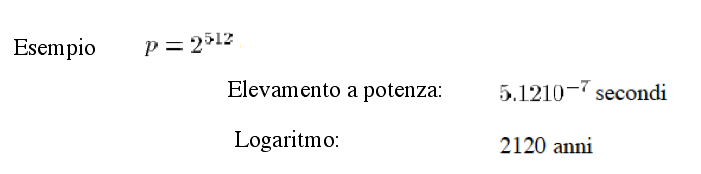 Esempio p = 2^512
Elevamento a potenza: 5.1210^−7 secondi
Logaritmo: 2120 anni